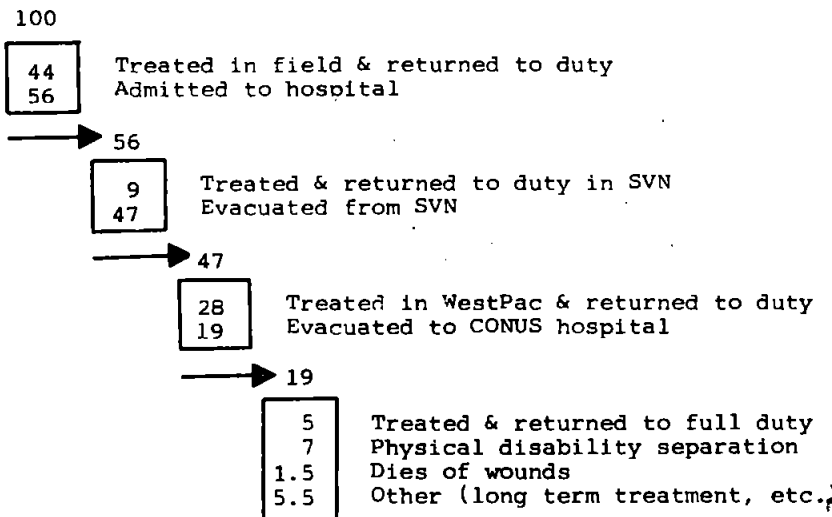 100
44 Treated in field & returned to duty
56 Admitted to hospital
56
9 Treated & returned to duty in SVN
47 Evacuated from SVN
47
28 Treated in WestPac & returned to duty
19 Evacuated to CONUS hospital
19
5 Treated & returned to full duty
7 Physical disability separation
1.5 Dies of wounds
5.5 Other (long term treatment, etc.)